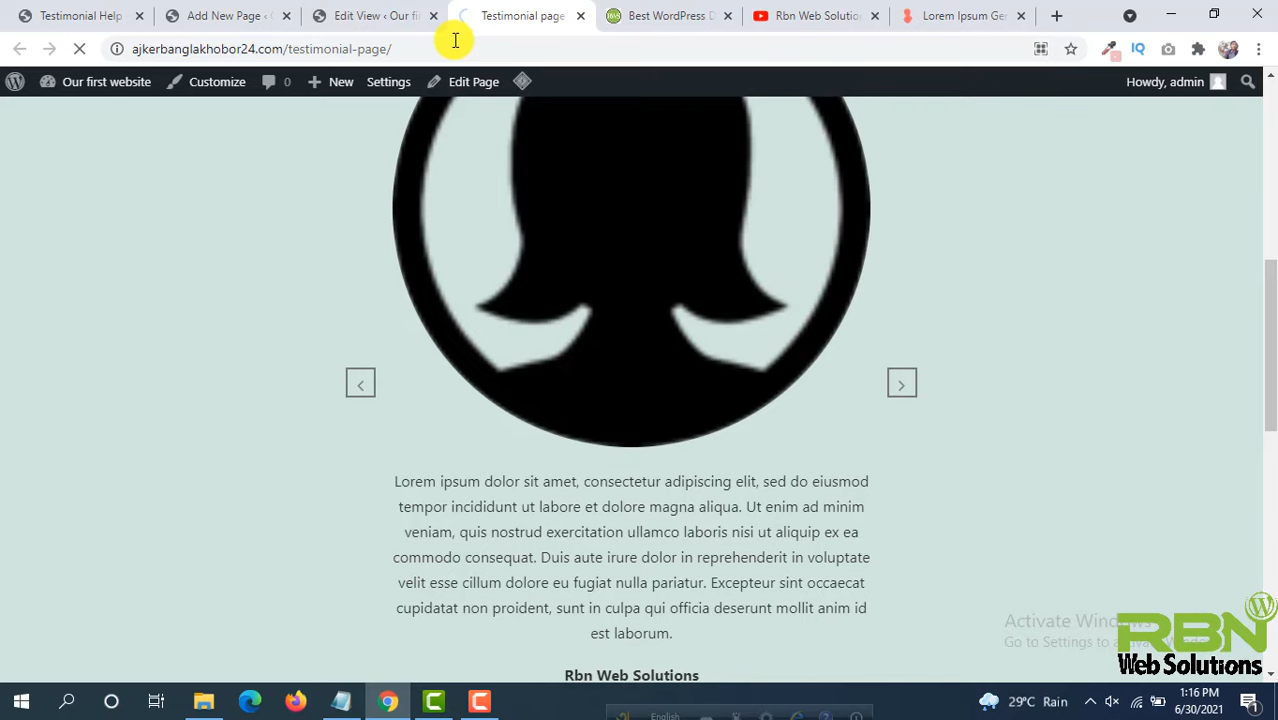 Testimonial Help
Add New Page ‹ 
Edit View ‹ Our fi
Testimonial page
Best WordPress D
Rbn Web Solutio
Lorem Ipsum Ge
ajkerbanglakhobor24.com/testimonial-page/
IQ
Our first website
Customize
0
New
Settings
Edit Page
Howdy, admin
Lorem ipsum dolor sit amet, consectetur adipiscing elit, sed do eiusmod
tempor incididunt ut labore et dolore magna aliqua. Ut enim ad minim
veniam, quis nostrud exercitation ullamco laboris nisi ut aliquip ex ea
commodo consequat. Duis aute irure dolor in reprehenderit in voluptate
velit esse cillum dolore eu fugiat nulla pariatur. Excepteur sint occaecat
cupidatat non proident, sunt in culpa qui officia deserunt mollit anim id
est laborum.
Rbn Web Solutions
Activate Windows
Go to Settings to
RBN
Web Solutions
English
29°C Rain
1:16 PM
6/30/2021
1